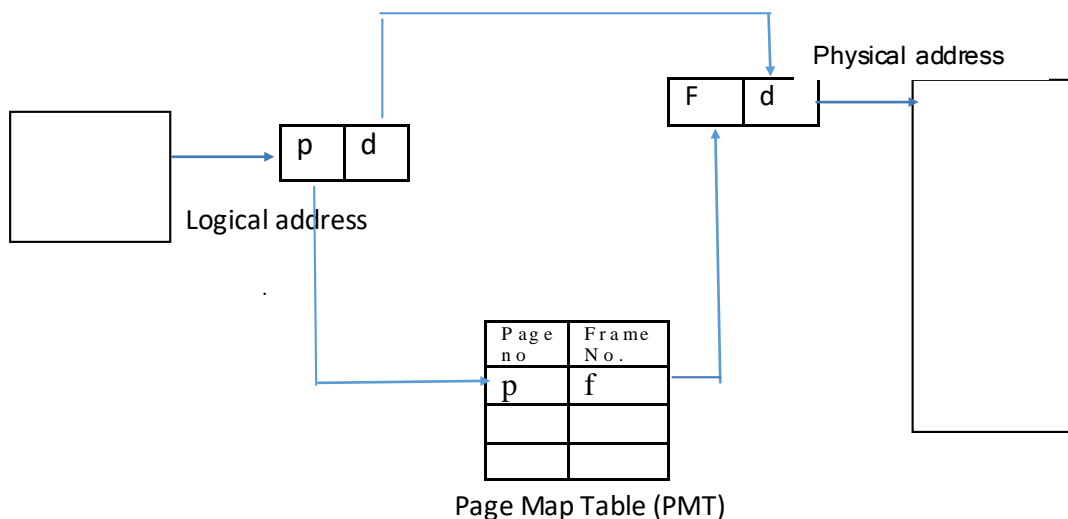 Physical address
F d
p d
Logical address
.
Page no Frame No.
p f
Page Map Table (PMT)